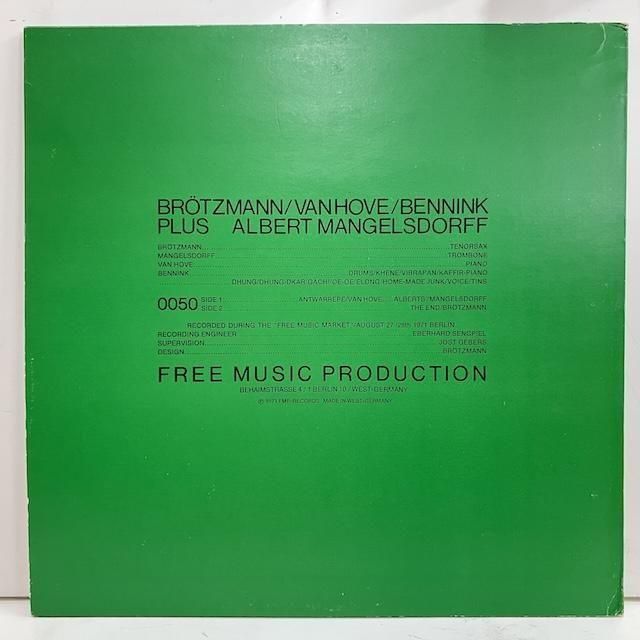 BRÖTZMANN/VAN HOVE/BENNINK
PLUS ALBERT MANGELSDORFF
BRÖTZMANN TENORSAX
MANGELSDORFF TROMBONE
VAN HOVE PIANO
BENNINK DRUMS/KHENE/VIBRAPAN/KAFFIR-PIANO
DHUNG/DHUNG-DKAR GACHI/OE-OE/ELONG/HOME-MADE JUNK/VOICE/TINS
0050 SIDE 1 ANTWARREPE/VAN HOVE ALBERTS/MANGELSDORFF
SIDE 2 THE END/BRÖTZMANN
RECORDED DURING THE "FREE MUSIC MARKET"/AUGUST 27./28th 1971 BERLIN
RECORDING ENGINEER EBERHARD SENGPIEL
SUPERVISION JOST GEBERS
DESIGN BRÖTZMANN
FREE MUSIC PRODUCTION
BEHAIMSTRASSE 4 / 1 BERLIN 10 / WEST-GERMANY
℗ 1971 FMP-RECORDS MADE IN WEST-GERMANY